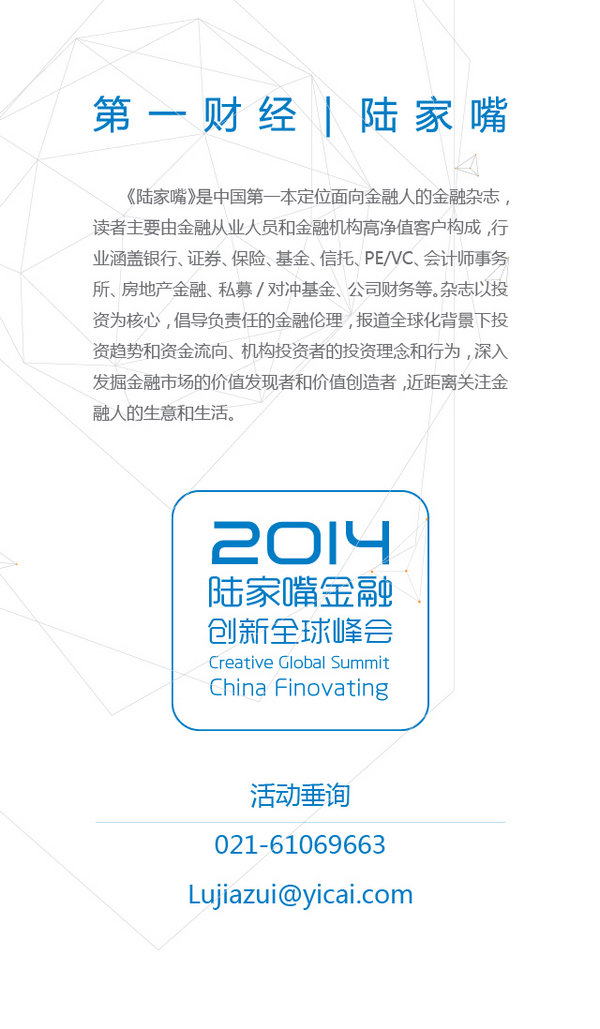 第一财经|陆家嘴
《陆家嘴》是中国第一本定位面向金融人的金融杂志，
读者主要由金融从业人员和金融机构高净值客户构成，行
业涵盖银行、证券、保险、基金、信托、PE/VC、会计师事务
所、房地产金融、私募 / 对冲基金、公司财务等。杂志以投
资为核心，倡导负责任的金融伦理，报道全球化背景下投
资趋势和资金流向、机构投资者的投资理念和行为，深入
发掘金融市场的价值发现者和价值创造者，近距离关注金
融人的生意和生活。
2014
陆家嘴金融
创新全球峰会
Creative Global Summit
China Finovating
活动垂询
021-61069663
Lujiazui@yicai.com